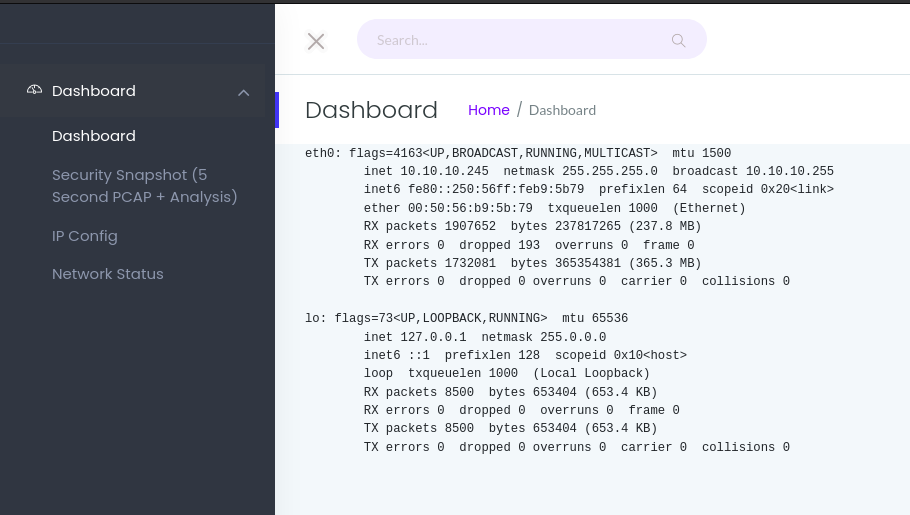 Search...
Dashboard
Dashboard
Security Snapshot (5
Second PCAP + Analysis)
IP Config
Network Status
Dashboard
Home / Dashboard
eth0: flags=4163<UP,BROADCAST,RUNNING,MULTICAST>  mtu 1500
        inet 10.10.10.245  netmask 255.255.255.0  broadcast 10.10.10.255
        inet6 fe80::250:56ff:feb9:5b79  prefixlen 64  scopeid 0x20<link>
        ether 00:50:56:b9:5b:79  txqueuelen 1000  (Ethernet)
        RX packets 1907652  bytes 237817265 (237.8 MB)
        RX errors 0  dropped 193  overruns 0  frame 0
        TX packets 1732081  bytes 365354381 (365.3 MB)
        TX errors 0  dropped 0 overruns 0  carrier 0  collisions 0
lo: flags=73<UP,LOOPBACK,RUNNING>  mtu 65536
        inet 127.0.0.1  netmask 255.0.0.0
        inet6 ::1  prefixlen 128  scopeid 0x10<host>
        loop  txqueuelen 1000  (Local Loopback)
        RX packets 8500  bytes 653404 (653.4 KB)
        RX errors 0  dropped 0  overruns 0  frame 0
        TX packets 8500  bytes 653404 (653.4 KB)
        TX errors 0  dropped 0 overruns 0  carrier 0  collisions 0